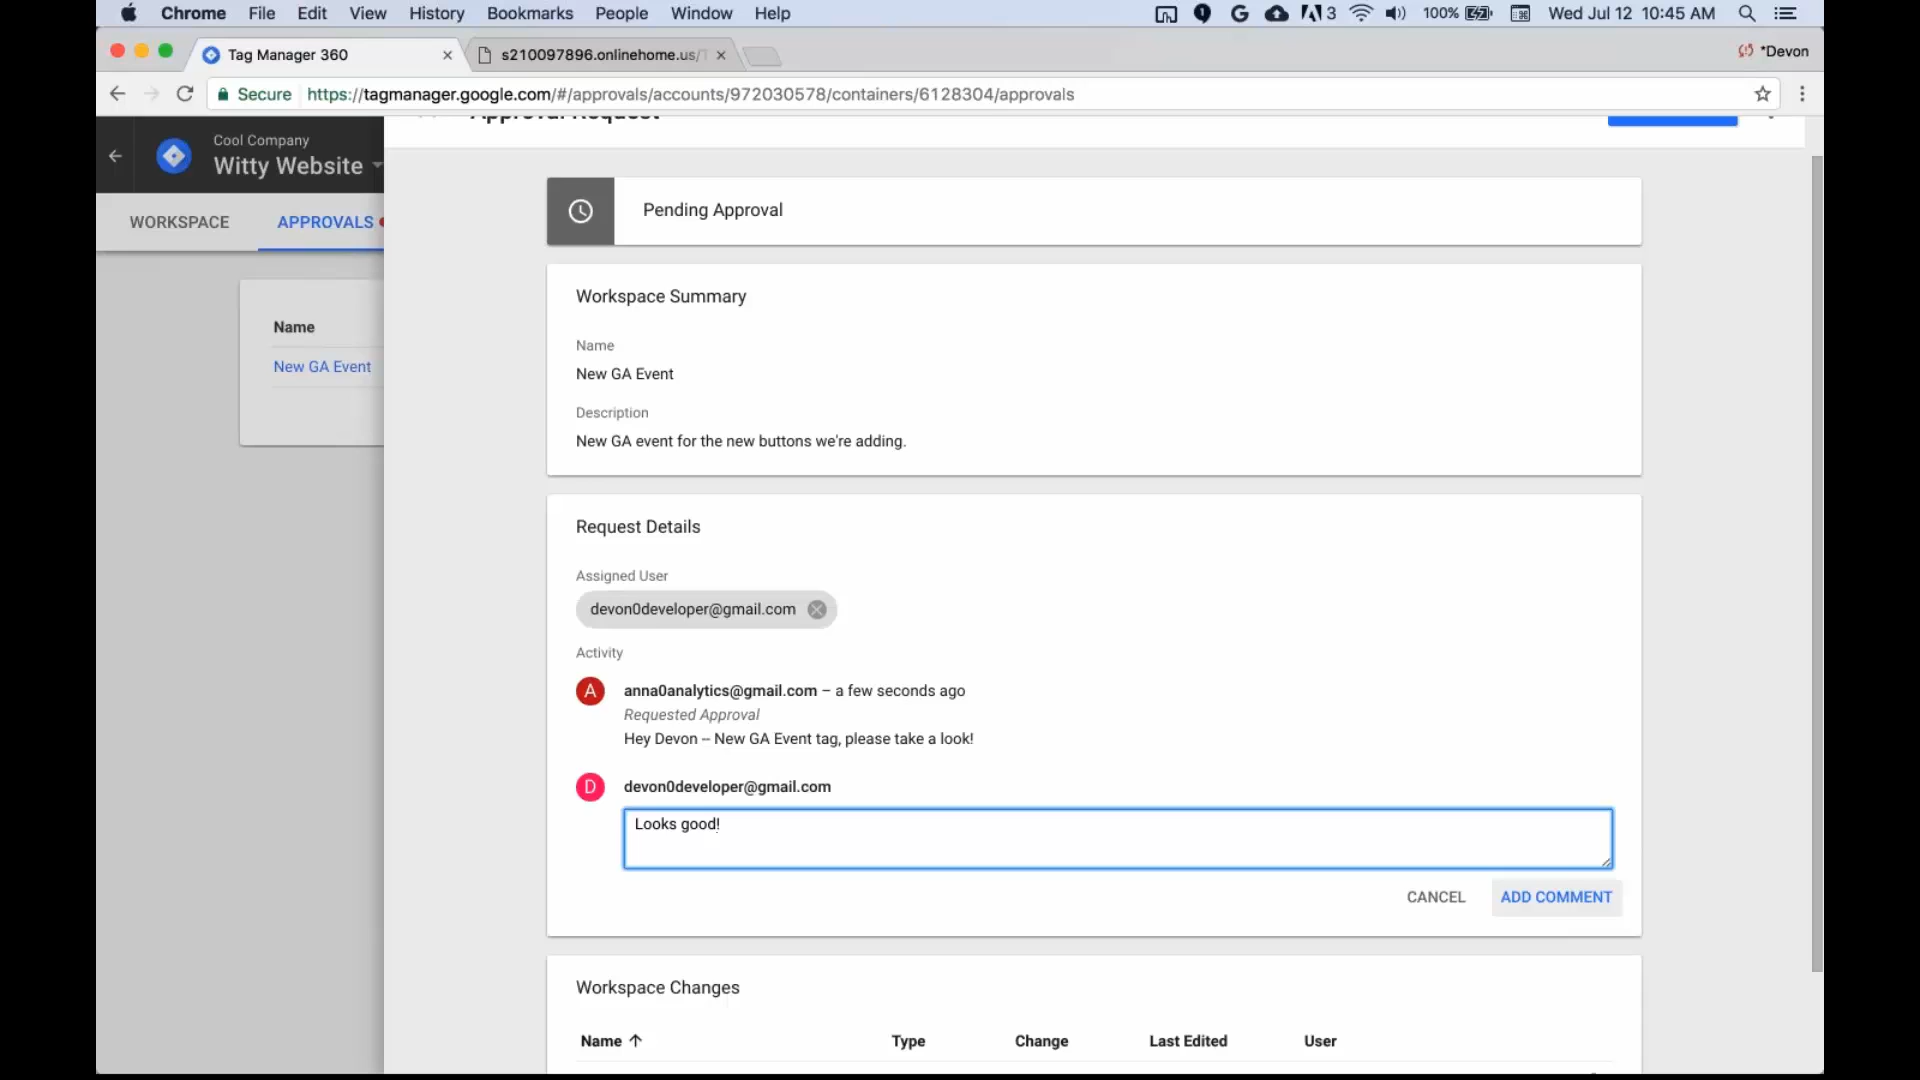 Chrome File Edit View History Bookmarks People Window Help 3 100% Wed Jul 12 10:45 AM
Tag Manager 360 s210097896.onlinehome.us/ *Devon
Secure https://tagmanager.google.com/#/approvals/accounts/972030578/containers/6128304/approvals
Approval Request
Cool Company
Witty Website
WORKSPACE APPROVALS
Name
New GA Event
Pending Approval
Workspace Summary
Name
New GA Event
Description
New GA event for the new buttons we're adding.
Request Details
Assigned User
devon0developer@gmail.com
Activity
A anna0analytics@gmail.com – a few seconds ago
Requested Approval
Hey Devon -- New GA Event tag, please take a look!
D devon0developer@gmail.com
Looks good!
CANCEL ADD COMMENT
Workspace Changes
Name Type Change Last Edited User